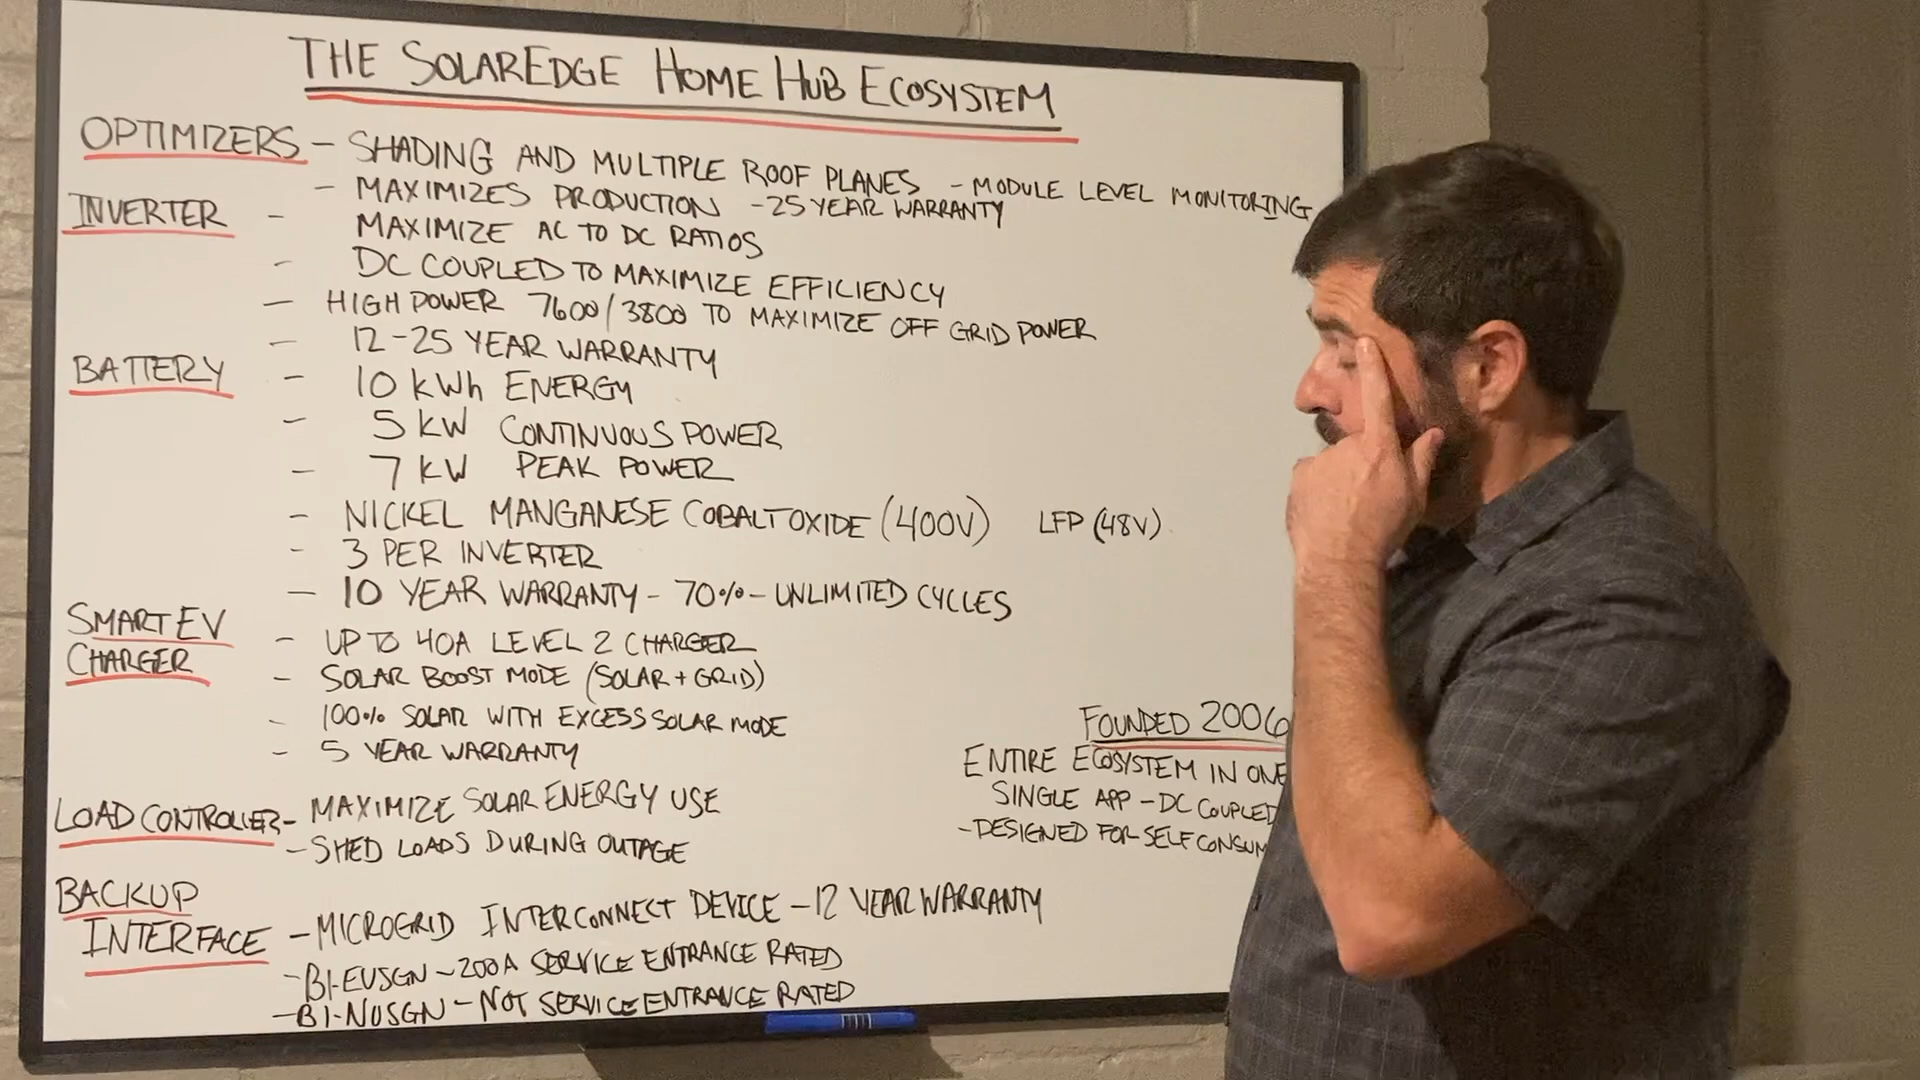 THE SOLAREDGE HOME HUB ECOSYSTEM
OPTIMIZERS - SHADING AND MULTIPLE ROOF PLANES - MODULE LEVEL MONITORING
- MAXIMIZES PRODUCTION - 25 YEAR WARRANTY
INVERTER - MAXIMIZE AC TO DC RATIOS
- DC COUPLED TO MAXIMIZE EFFICIENCY
- HIGH POWER 7600/3800 TO MAXIMIZE OFF GRID POWER
- 12-25 YEAR WARRANTY
BATTERY - 10 kWh ENERGY
- 5 KW CONTINUOUS POWER
- 7 KW PEAK POWER
- NICKEL MANGANESE COBALT OXIDE (400V) LFP (48V)
- 3 PER INVERTER
- 10 YEAR WARRANTY - 70% - UNLIMITED CYCLES
SMART EV
CHARGER
- UP TO 40A LEVEL 2 CHARGER
- SOLAR BOOST MODE (SOLAR + GRID)
- 100% SOLAR WITH EXCESS SOLAR MODE
- 5 YEAR WARRANTY
LOAD CONTROLLER - MAXIMIZE SOLAR ENERGY USE
- SHED LOADS DURING OUTAGE
BACKUP
INTERFACE - MICROGRID INTERCONNECT DEVICE - 12 YEAR WARRANTY
- BI-EUSGN - 200A SERVICE ENTRANCE RATED
- BI-NUSGN - NOT SERVICE ENTRANCE RATED
FOUNDED 2006
ENTIRE ECOSYSTEM IN ONE
SINGLE APP - DC COUPLED
- DESIGNED FOR SELF CONSUM